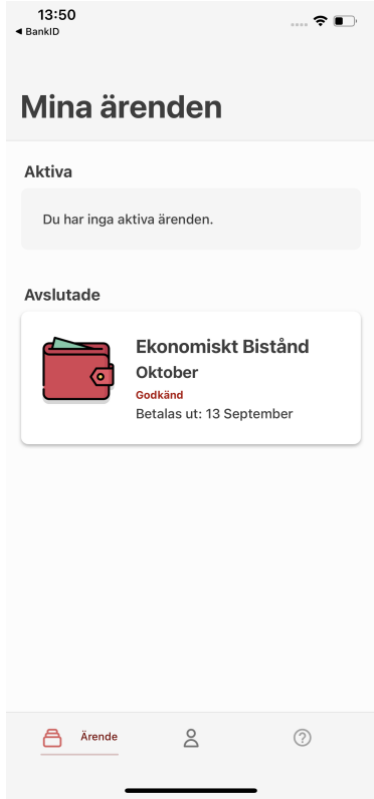 13:50
◀ BankID
Mina ärenden
Aktiva
Du har inga aktiva ärenden.
Avslutade
Ekonomiskt Bistånd
Oktober
Godkänd
Betalas ut: 13 September
Ärende
?